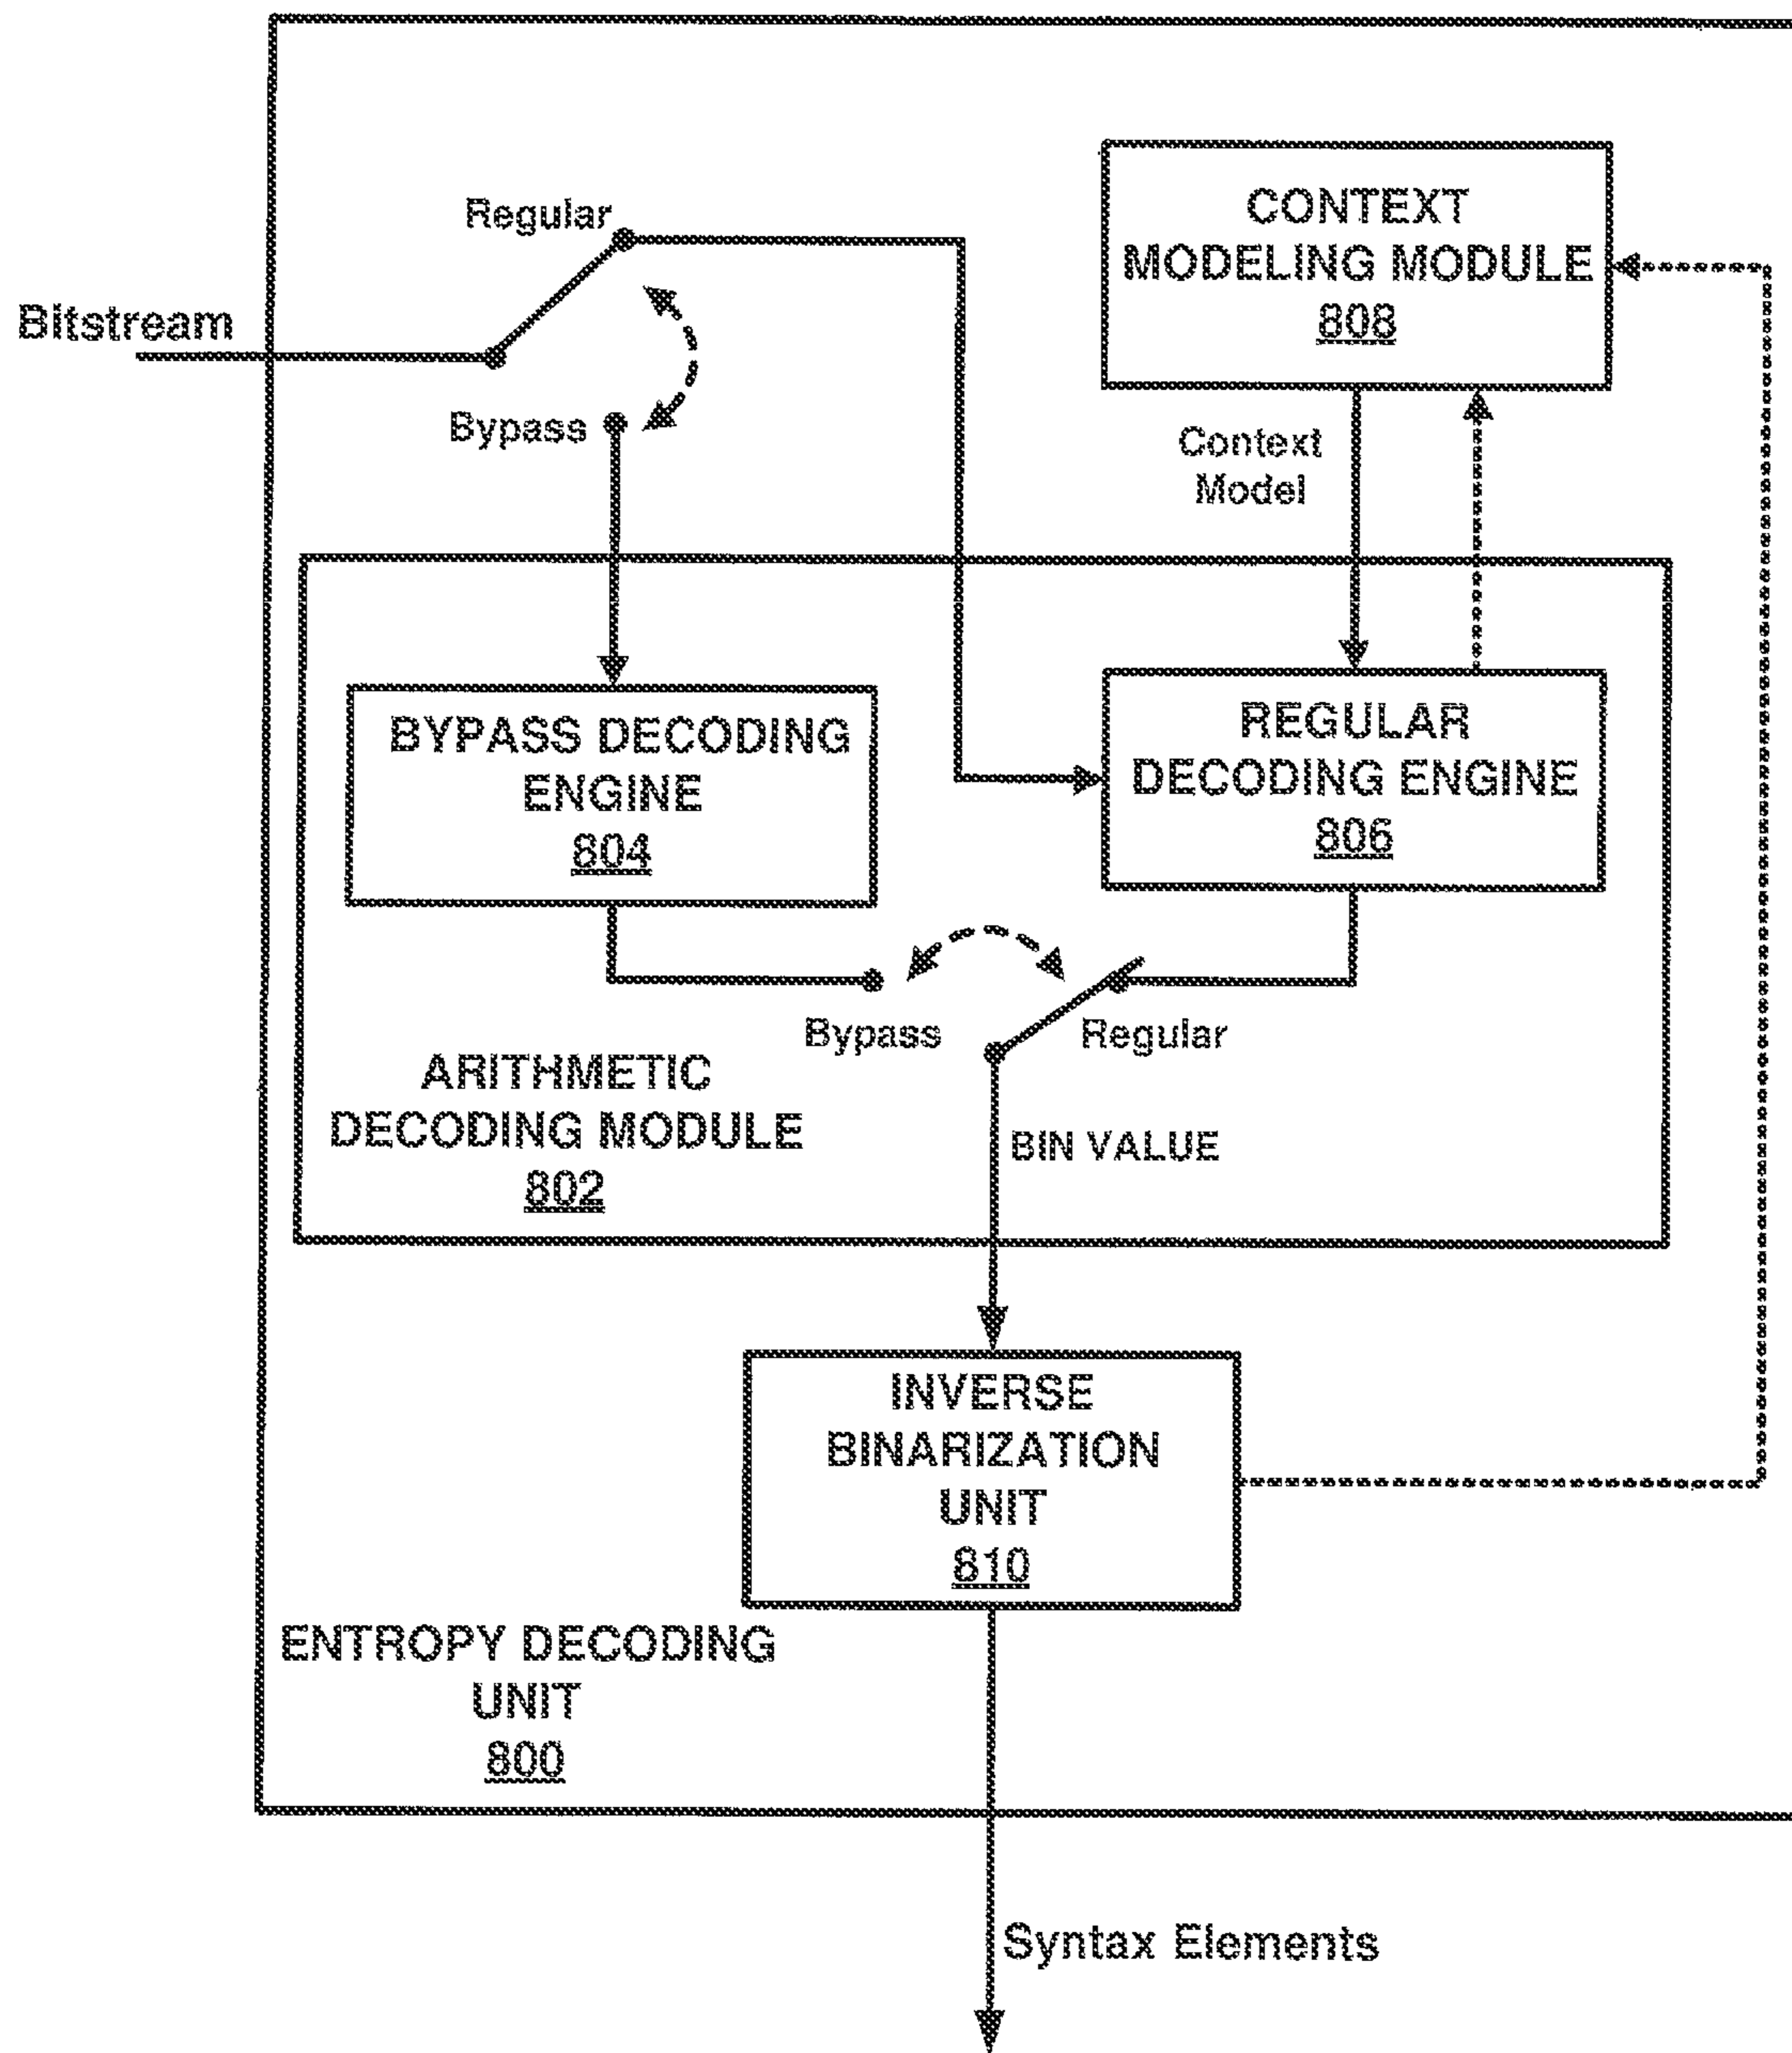 Regular
CONTEXT
MODELING MODULE
808
Bitstream
Bypass
Context
Model
BYPASS DECODING
ENGINE
804
REGULAR
DECODING ENGINE
806
Bypass
Regular
ARITHMETIC
DECODING MODULE
802
BIN VALUE
INVERSE
BINARIZATION
UNIT
810
ENTROPY DECODING
UNIT
800
Syntax Elements